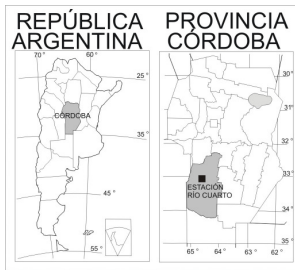 REPÚBLICA
ARGENTINA
70°
60°
25°
CÓRDOBA
35°
45°
55°
PROVINCIA
CÓRDOBA
30°
31°
32°
33°
ESTACIÓN
RÍO CUARTO
34°
35°
65° 64° 63° 62°